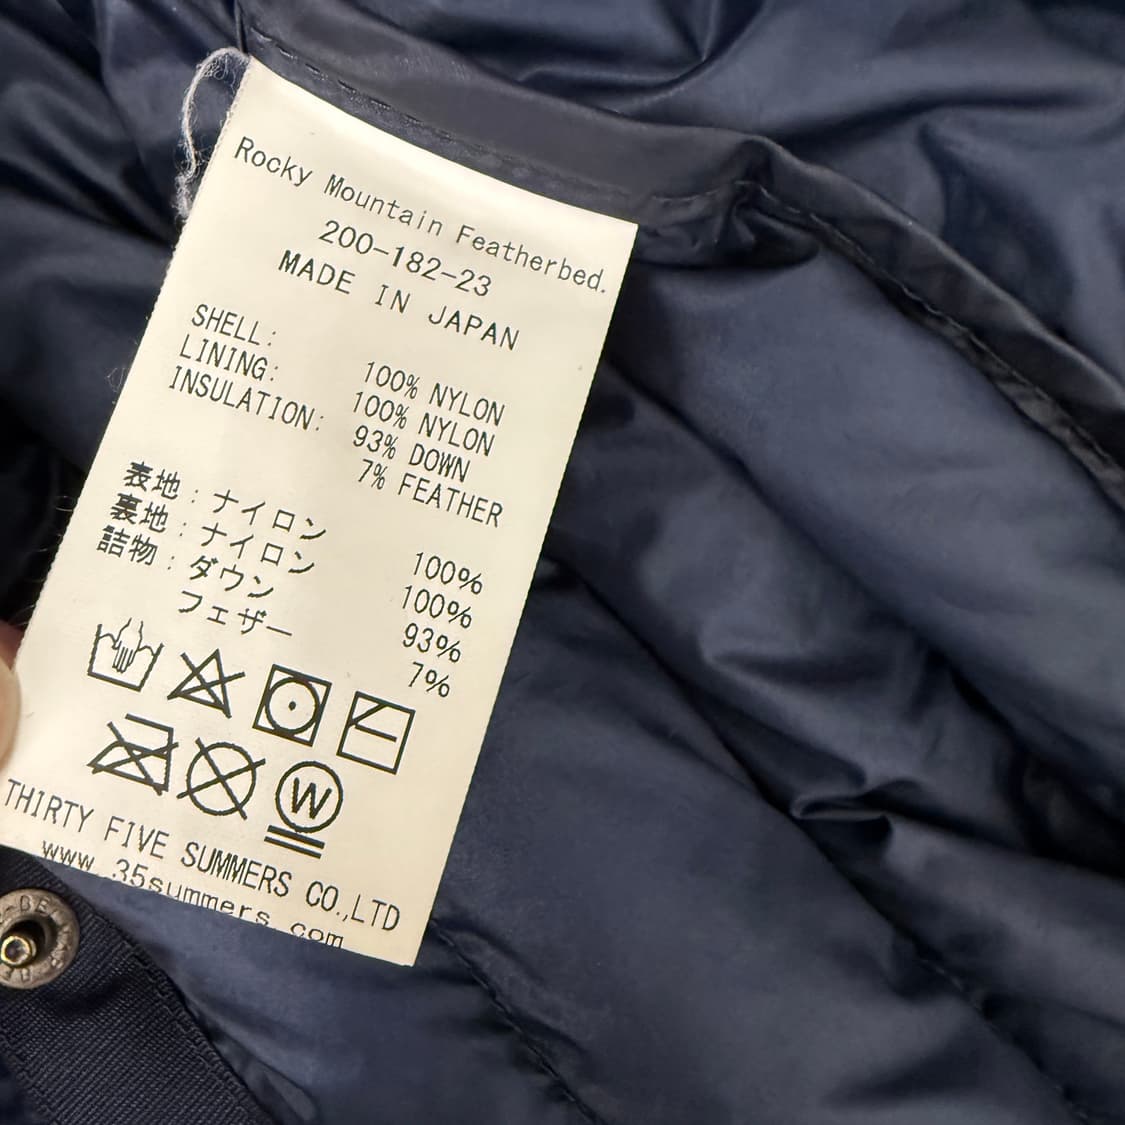 Rocky Mountain Featherbed.
200-182-23
MADE IN JAPAN
SHELL: 100% NYLON
LINING: 100% NYLON
INSULATION: 93% DOWN
7% FEATHER
表地：ナイロン 100%
裏地：ナイロン 100%
詰物：ダウン 93%
フェザー 7%
W
THIRTY FIVE SUMMERS CO.,LTD
www.35summers.com